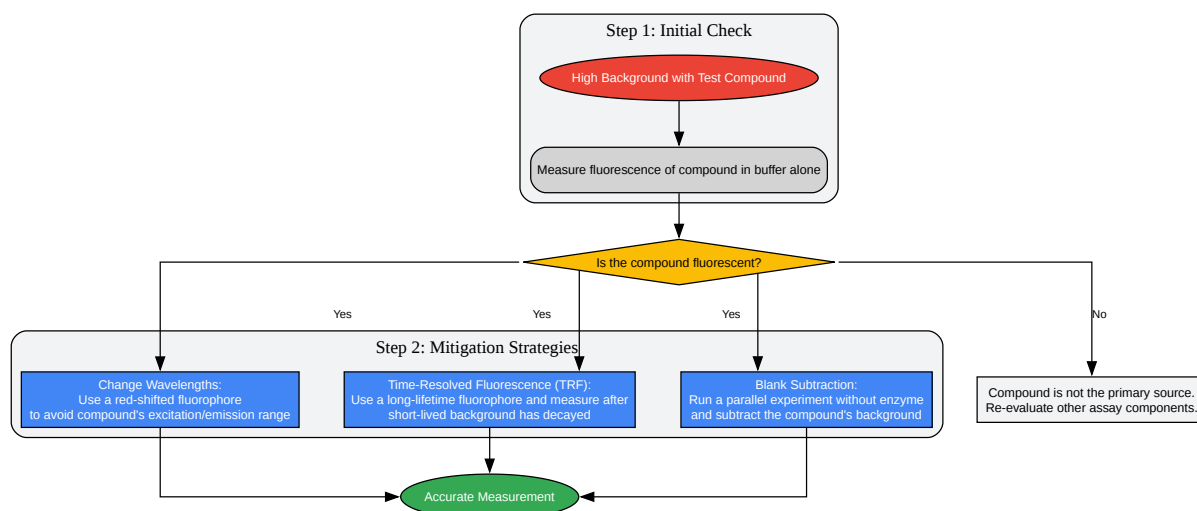 Step 1: Initial Check
High Background with Test Compound
Measure fluorescence of compound in buffer alone
Is the compound fluorescent?
Yes
Yes
Yes
No
Step 2: Mitigation Strategies
Change Wavelengths:
Use a red-shifted fluorophore
to avoid compound's excitation/emission range
Time-Resolved Fluorescence (TRF):
Use a long-lifetime fluorophore and measure after
short-lived background has decayed
Blank Subtraction:
Run a parallel experiment without enzyme
and subtract the compound's background
Compound is not the primary source.
Re-evaluate other assay components.
Accurate Measurement